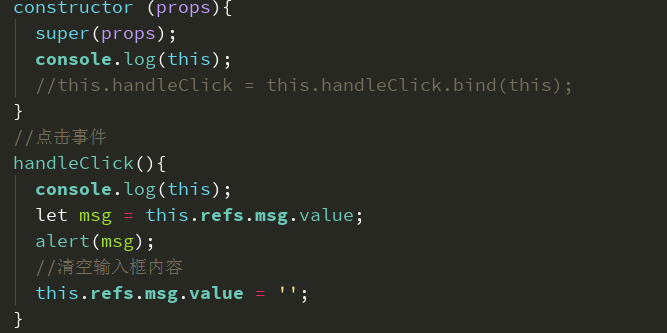 constructor (props){
super(props);
console.log(this);
//this.handleClick = this.handleClick.bind(this);
}
//点击事件
handleClick(){
console.log(this);
let msg = this.refs.msg.value;
alert(msg);
//清空输入框内容
this.refs.msg.value = '';
}